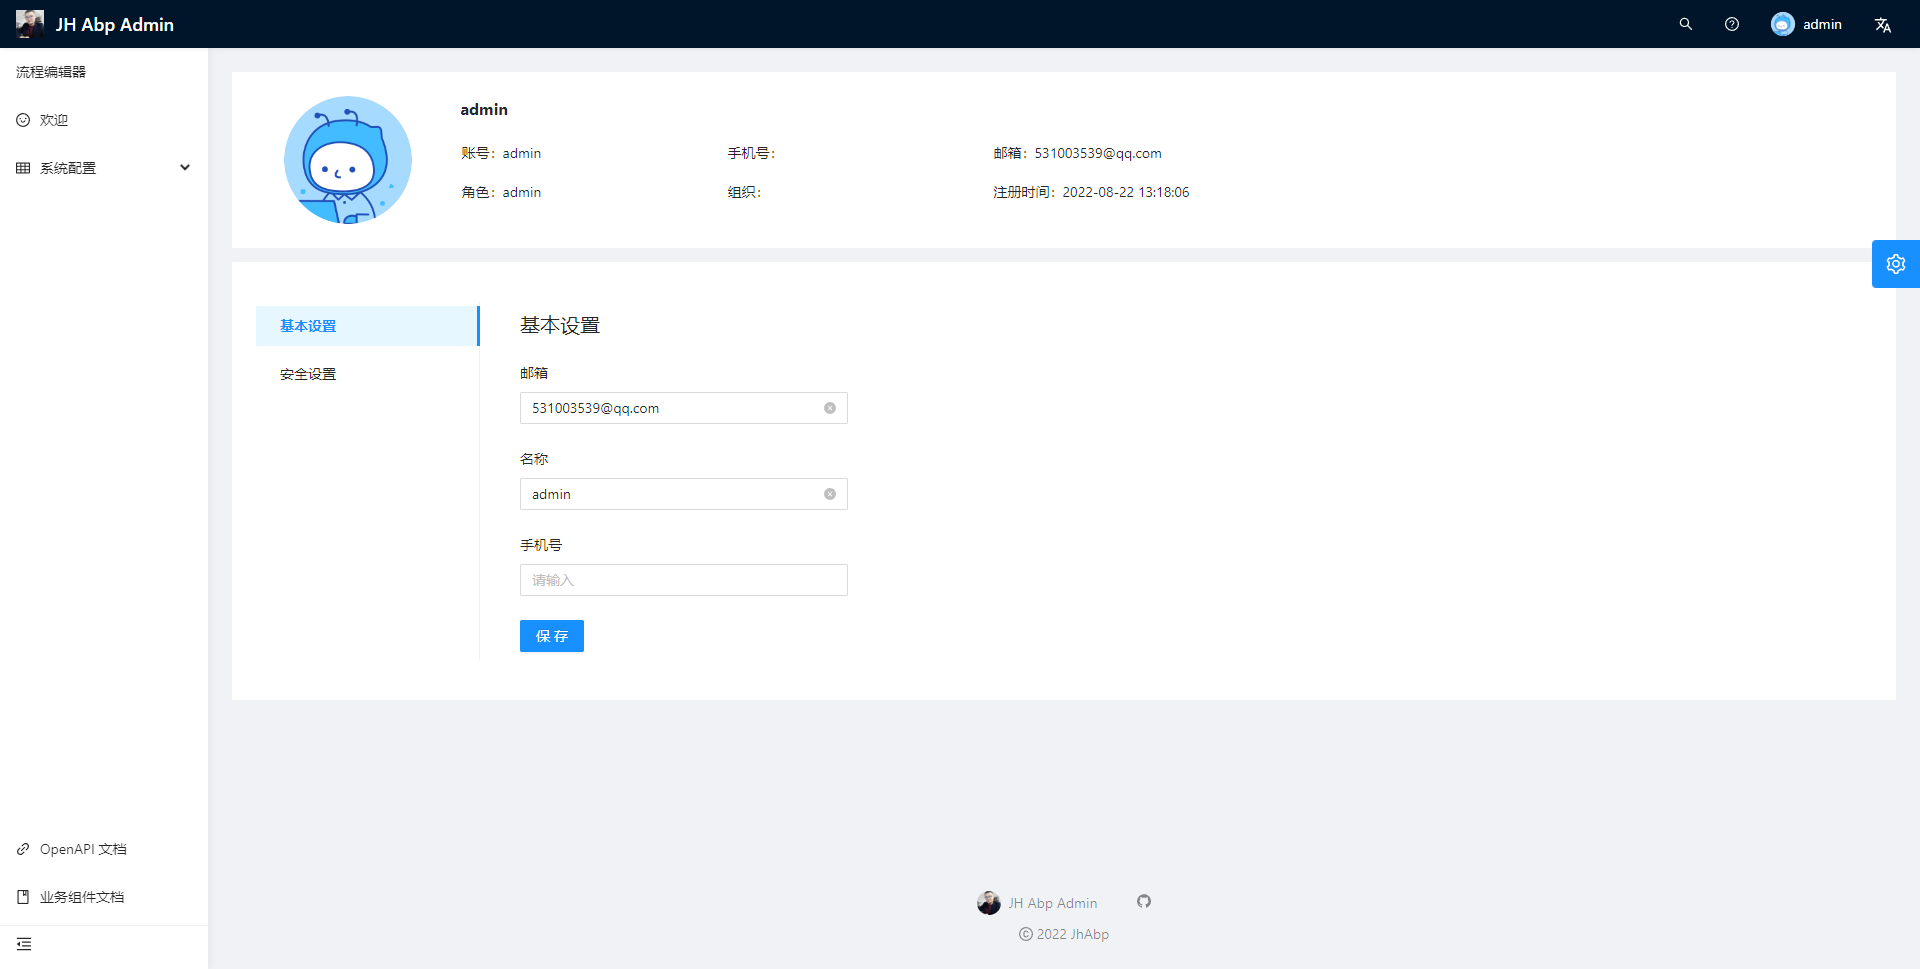 JH Abp Admin
admin
流程编辑器
欢迎
系统配置
admin
账号：admin
手机号：
邮箱：531003539@qq.com
角色：admin
组织：
注册时间：2022-08-22 13:18:06
基本设置
安全设置
基本设置
邮箱
531003539@qq.com
名称
admin
手机号
请输入
保 存
OpenAPI 文档
业务组件文档
JH Abp Admin
© 2022 JhAbp